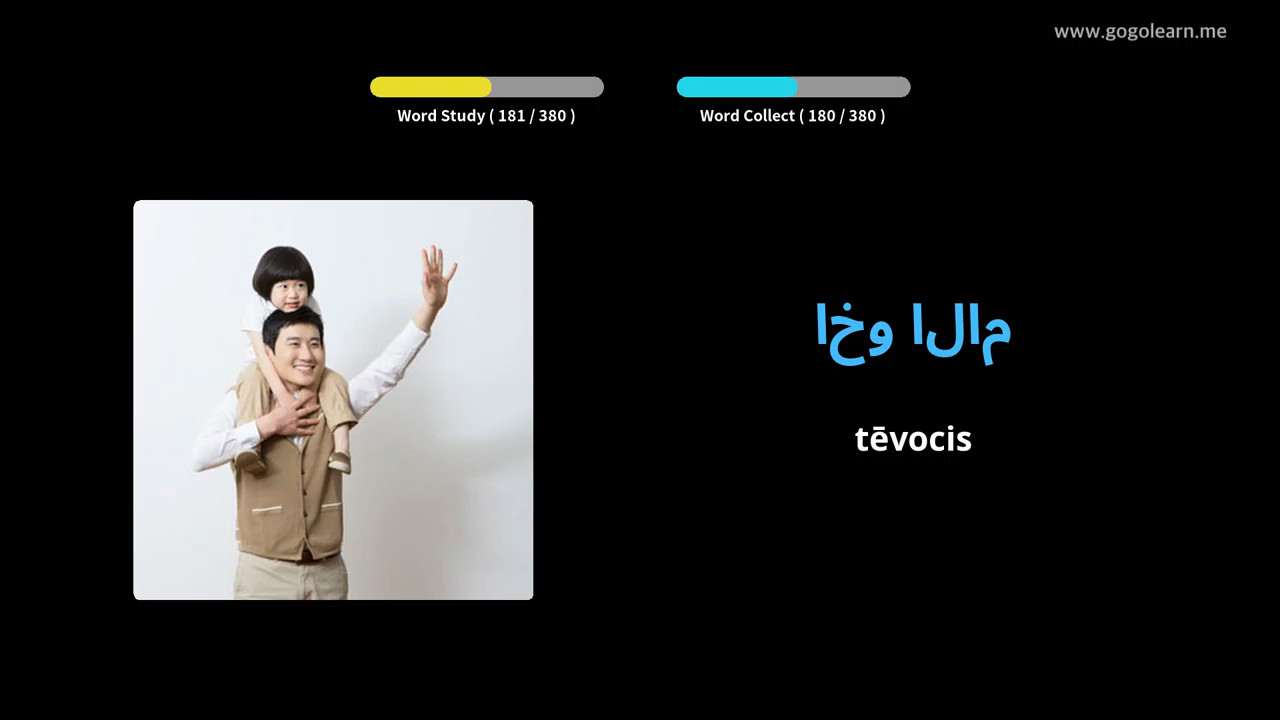 www.gogolearn.me
Word Study ( 181 / 380 )
Word Collect ( 180 / 380 )
اخو الام
tēvocis